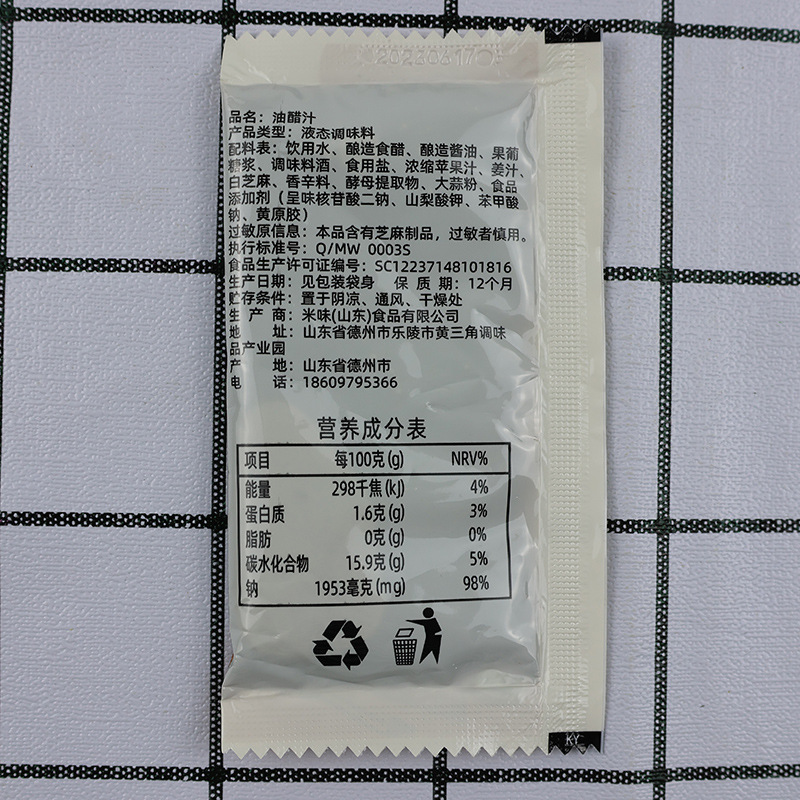 20230617
品名：油醋汁
产品类型：液态调味料
配料表：饮用水、酿造食醋、酿造酱油、果葡
糖浆、调味料酒、食用盐、浓缩苹果汁、姜汁、
白芝麻、香辛料、酵母提取物、大蒜粉、食品
添加剂（呈味核苷酸二钠、山梨酸钾、苯甲酸
钠、黄原胶）
过敏原信息：本品含有芝麻制品，过敏者慎用。
执行标准号：Q/MW 0003S
食品生产许可证编号：SC12237148101816
生产日期：见包装袋身 保 质 期：12个月
贮存条件：置于阴凉、通风、干燥处
生 产 商：米味(山东)食品有限公司
地 址：山东省德州市乐陵市黄三角调味
品产业园
产 地：山东省德州市
电 话：18609795366
营养成分表
项目 每100克(g) NRV%
能量 298千焦(kJ) 4%
蛋白质 1.6克(g) 3%
脂肪 0克(g) 0%
碳水化合物 15.9克(g) 5%
钠 1953毫克(mg) 98%
KY